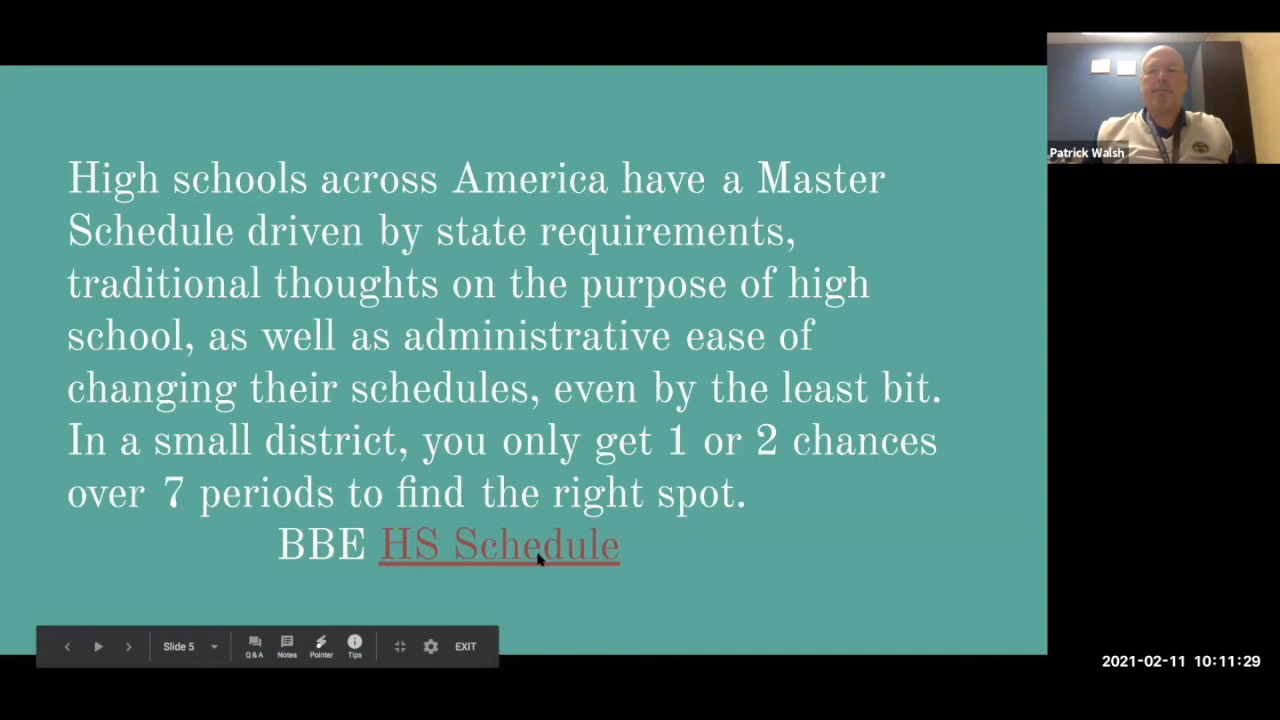 High schools across America have a Master
Schedule driven by state requirements,
traditional thoughts on the purpose of high
school, as well as administrative ease of
changing their schedules, even by the least bit.
In a small district, you only get 1 or 2 chances
over 7 periods to find the right spot.
BBE HS Schedule
Patrick Walsh
Slide 5
Q & A
Notes
Pointer
Tips
EXIT
2021-02-11 10:11:29